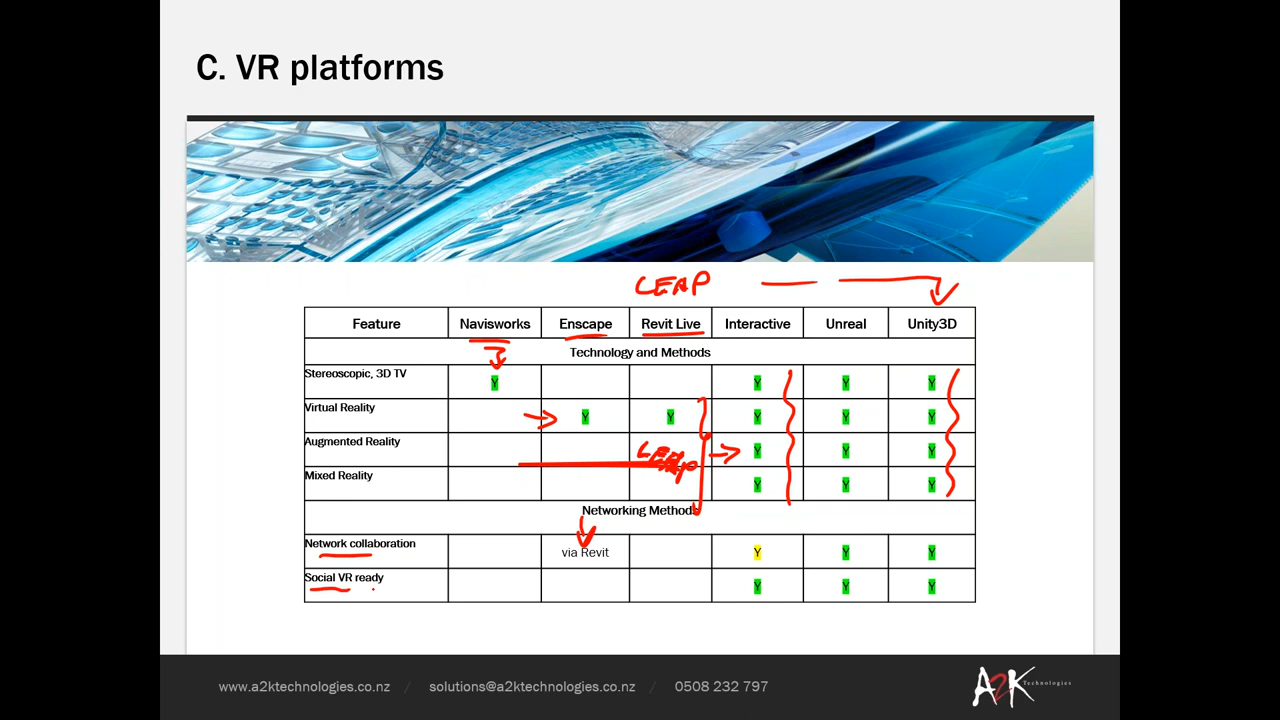 C. VR platforms
LEAP
Feature Navisworks Enscape Revit Live Interactive Unreal Unity3D
Technology and Methods
Stereoscopic, 3D TV Y Y Y Y
Virtual Reality Y Y Y Y Y
Augmented Reality Y Y Y
LEAP
Mixed Reality Y Y Y
Networking Methods
Network collaboration via Revit Y Y Y
Social VR ready Y Y Y
www.a2ktechnologies.co.nz / solutions@a2ktechnologies.co.nz / 0508 232 797
A2K Technologies